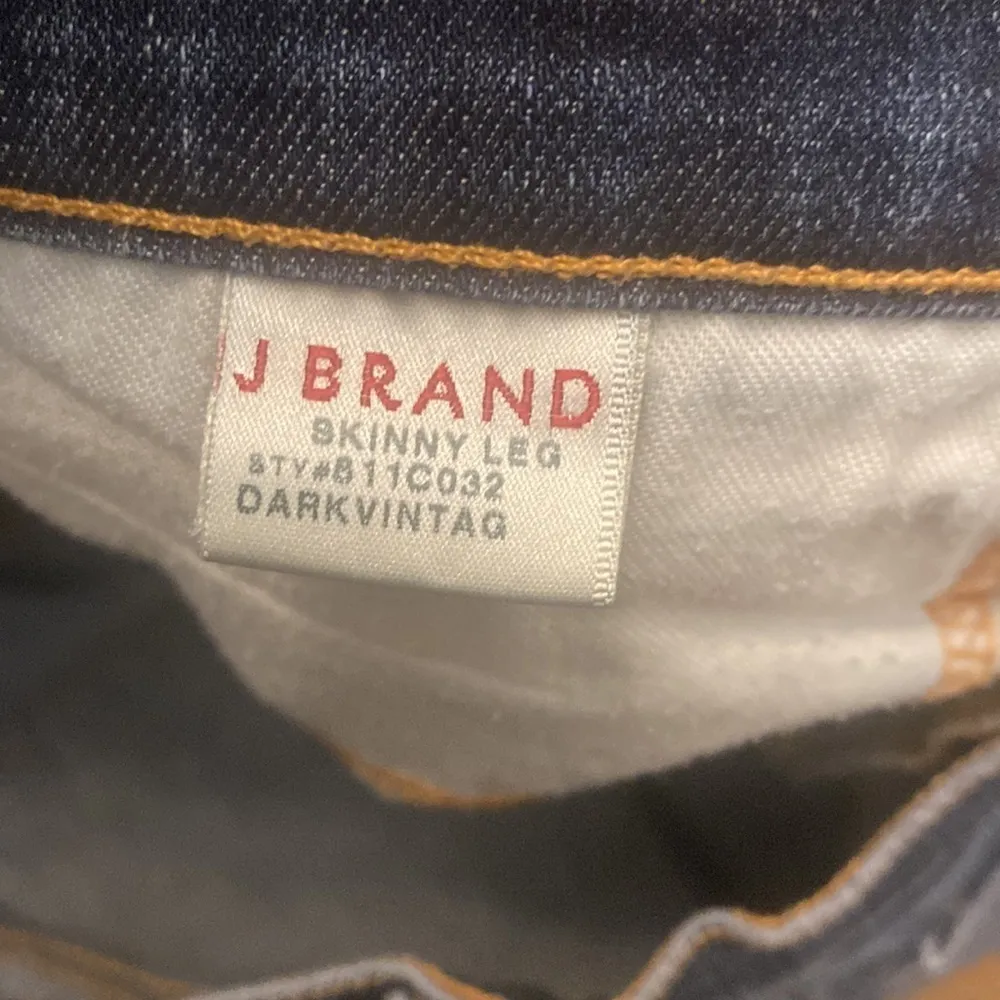 J BRAND
SKINNY LEG
STY#811C032
DARKVINTAG